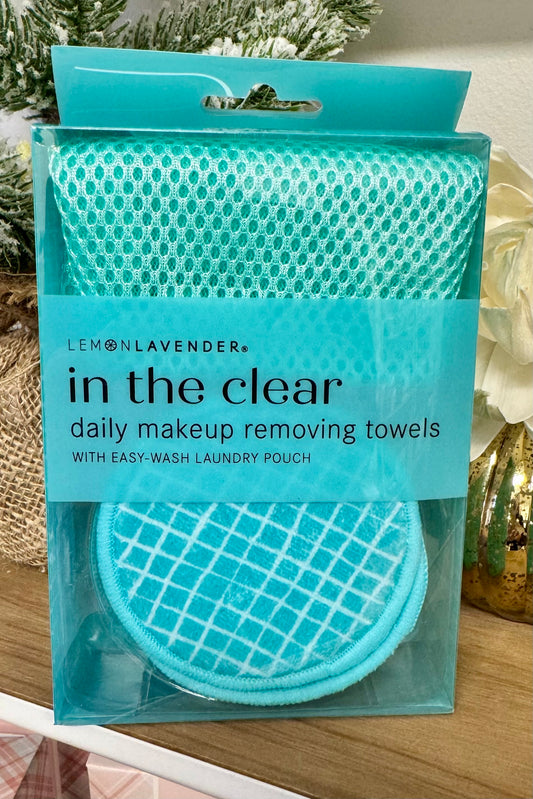 LEMONLAVENDER®
in the clear
daily makeup removing towels
WITH EASY-WASH LAUNDRY POUCH